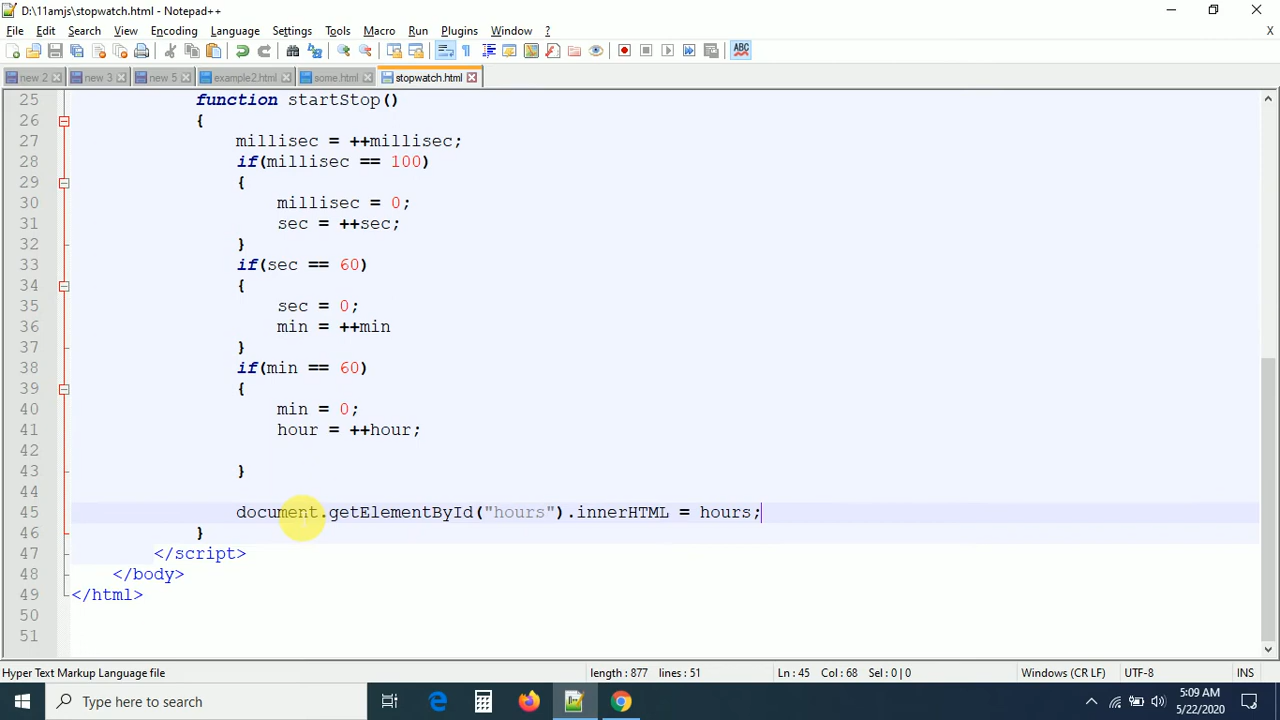 D:\11amjs\stopwatch.html - Notepad++
File Edit Search View Encoding Language Settings Tools Macro Run Plugins Window ?
X
ABC
new 2 new 3 new 5 example2.html some.html stopwatch.html
25 function startStop()
26 {
27 millisec = ++millisec;
28 if(millisec == 100)
29 {
30 millisec = 0;
31 sec = ++sec;
32 }
33 if(sec == 60)
34 {
35 sec = 0;
36 min = ++min
37 }
38 if(min == 60)
39 {
40 min = 0;
41 hour = ++hour;
42
43 }
44
45 document.getElementById("hours").innerHTML = hours;
46 }
47 </script>
48 </body>
49 </html>
50
51
Hyper Text Markup Language file length : 877 lines : 51 Ln : 45 Col : 68 Sel : 0 | 0 Windows (CR LF) UTF-8 INS
Type here to search
5:09 AM
5/22/2020